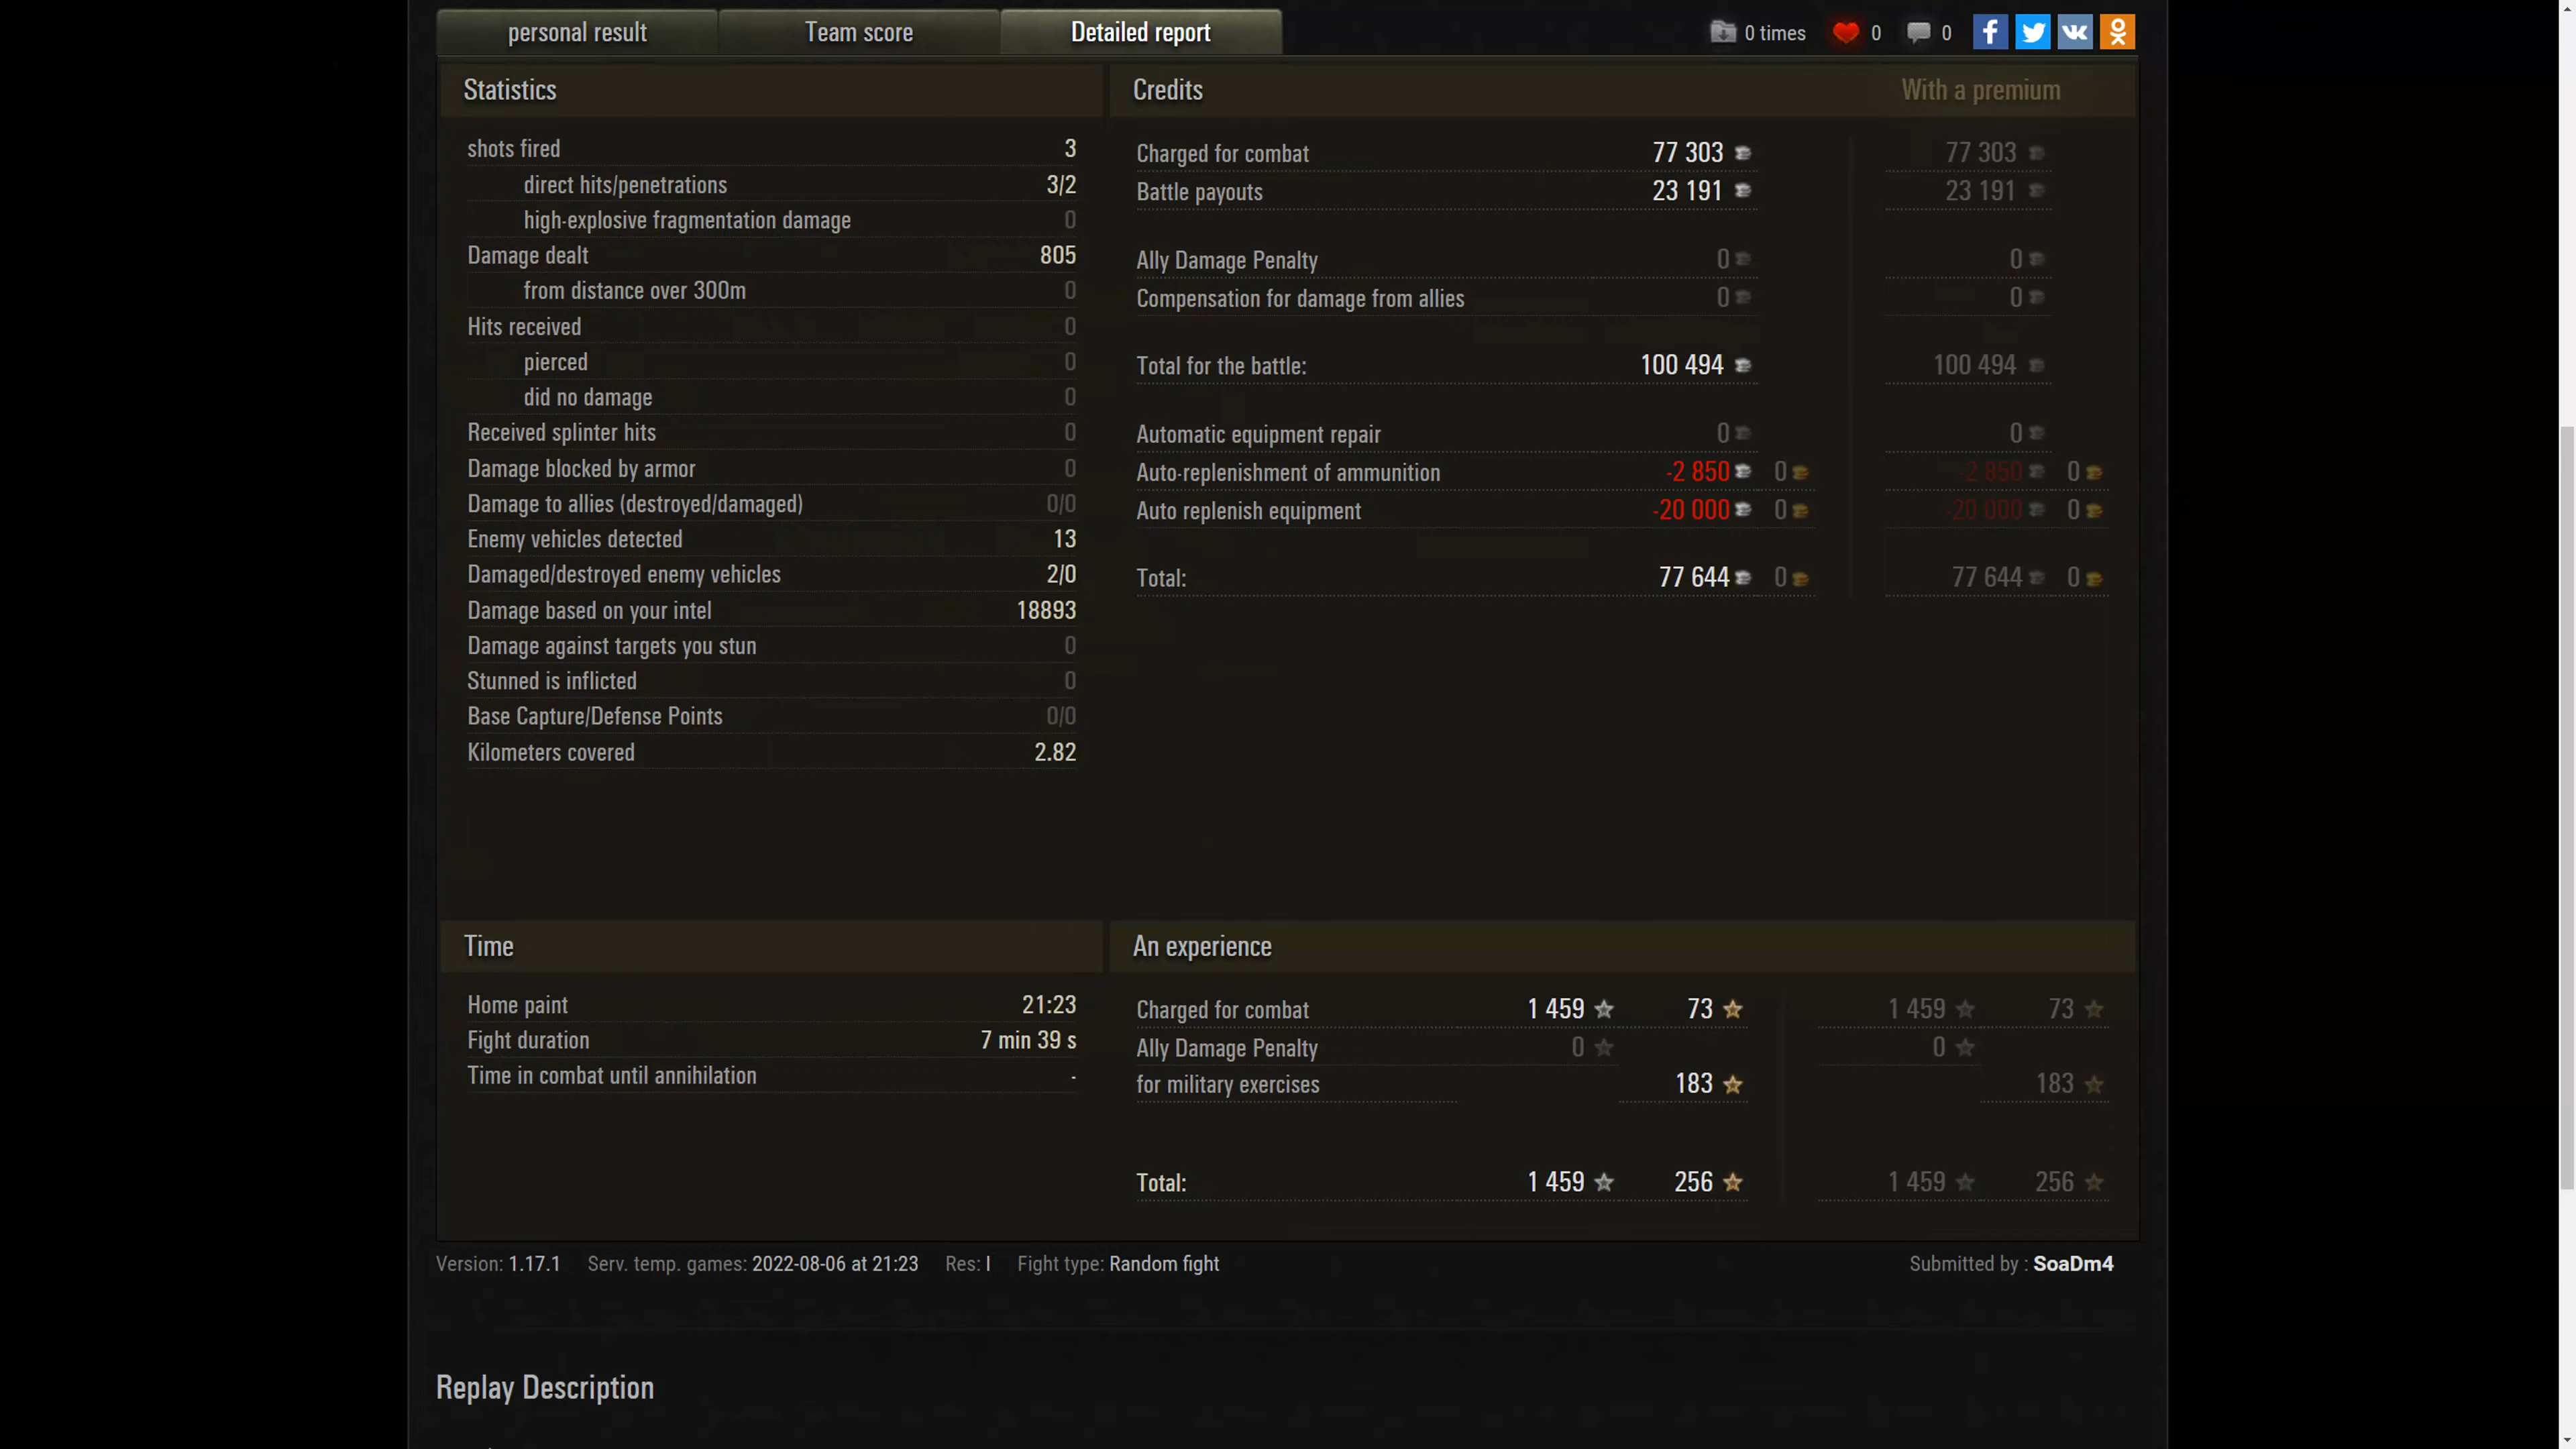 personal result
Team score
Detailed report
0 times
0
0
Statistics
shots fired 3
direct hits/penetrations 3/2
high-explosive fragmentation damage 0
Damage dealt 805
from distance over 300m 0
Hits received 0
pierced 0
did no damage 0
Received splinter hits 0
Damage blocked by armor 0
Damage to allies (destroyed/damaged) 0/0
Enemy vehicles detected 13
Damaged/destroyed enemy vehicles 2/0
Damage based on your intel 18893
Damage against targets you stun 0
Stunned is inflicted 0
Base Capture/Defense Points 0/0
Kilometers covered 2.82
Credits With a premium
Charged for combat 77 303 77 303
Battle payouts 23 191 23 191
Ally Damage Penalty 0 0
Compensation for damage from allies 0 0
Total for the battle: 100 494 100 494
Automatic equipment repair 0 0
Auto-replenishment of ammunition -2 850 0 -2 850 0
Auto replenish equipment -20 000 0 -20 000 0
Total: 77 644 0 77 644 0
Time
Home paint 21:23
Fight duration 7 min 39 s
Time in combat until annihilation -
An experience
Charged for combat 1 459 73 1 459 73
Ally Damage Penalty 0 0
for military exercises 183 183
Total: 1 459 256 1 459 256
Version: 1.17.1 Serv. temp. games: 2022-08-06 at 21:23 Res: I Fight type: Random fight Submitted by : SoaDm4
Replay Description